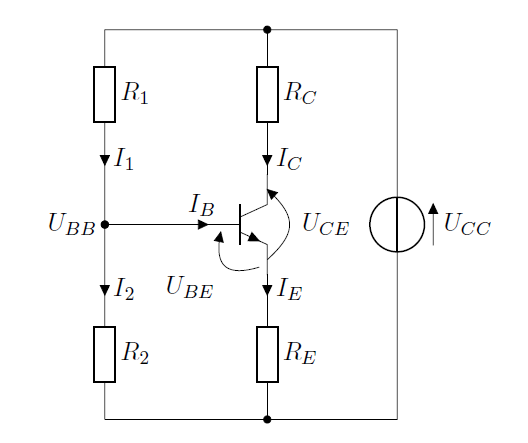 R_1 R_C
I_1 I_C
I_B
U_BB U_CE U_CC
I_2 U_BE I_E
R_2 R_E